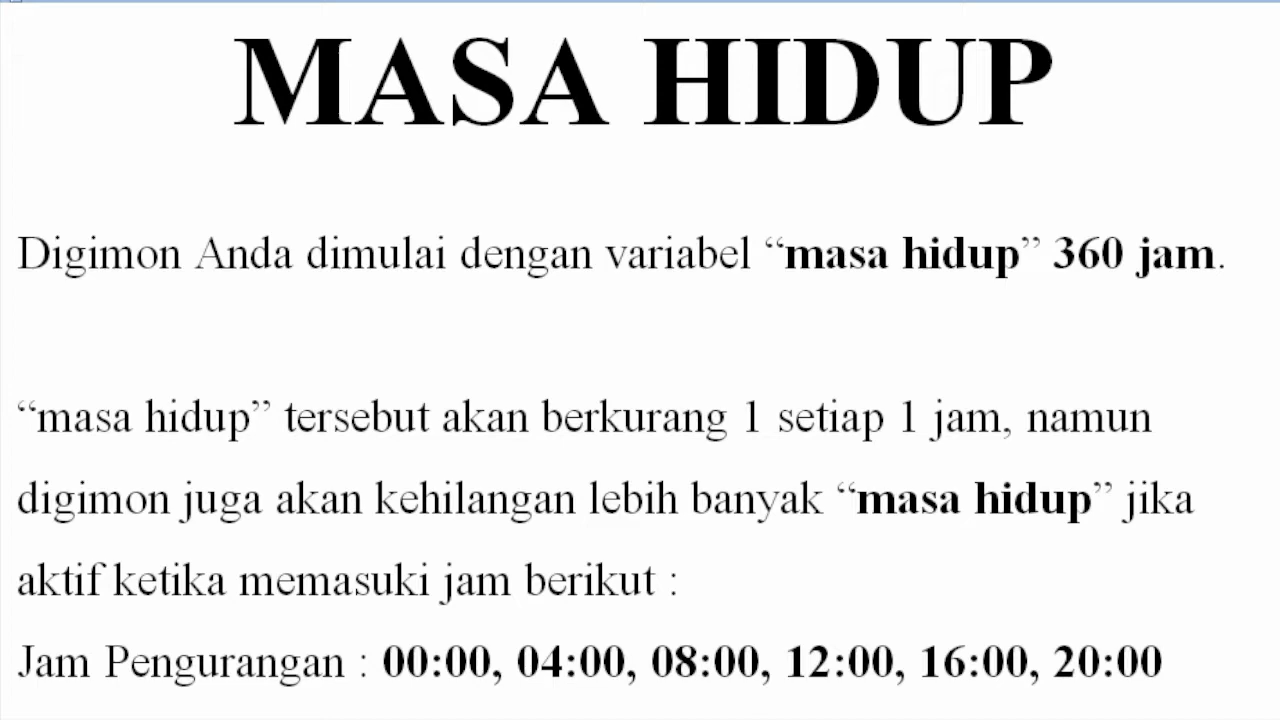 MASA HIDUP
Digimon Anda dimulai dengan variabel “masa hidup” 360 jam.
“masa hidup” tersebut akan berkurang 1 setiap 1 jam, namun
digimon juga akan kehilangan lebih banyak “masa hidup” jika
aktif ketika memasuki jam berikut :
Jam Pengurangan : 00:00, 04:00, 08:00, 12:00, 16:00, 20:00